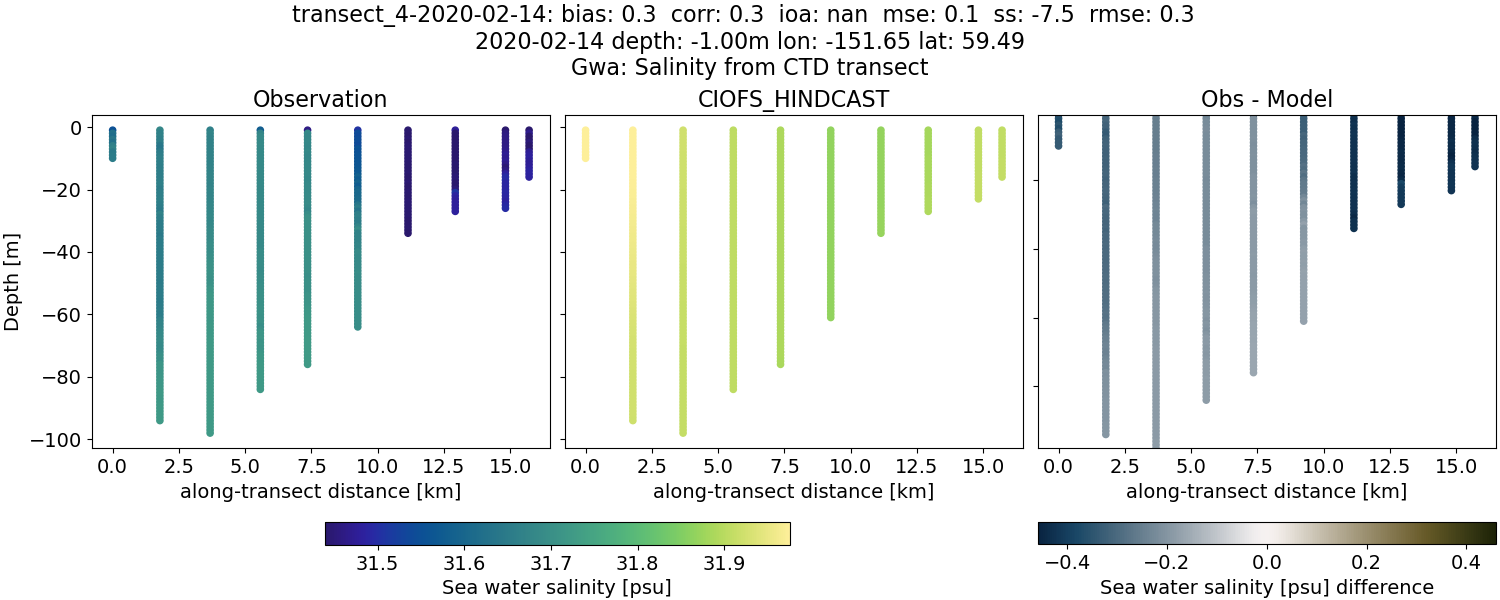 transect_4-2020-02-14: bias: 0.3  corr: 0.3  ioa: nan  mse: 0.1  ss: -7.5  rmse: 0.3
2020-02-14 depth: -1.00m lon: -151.65 lat: 59.49
Gwa: Salinity from CTD transect
Observation
CIOFS_HINDCAST
Obs - Model
Depth [m]
0
−20
−40
−60
−80
−100
0.0 2.5 5.0 7.5 10.0 12.5 15.0
0.0 2.5 5.0 7.5 10.0 12.5 15.0
0.0 2.5 5.0 7.5 10.0 12.5 15.0
along-transect distance [km]
along-transect distance [km]
along-transect distance [km]
31.5 31.6 31.7 31.8 31.9
Sea water salinity [psu]
−0.4 −0.2 0.0 0.2 0.4
Sea water salinity [psu] difference